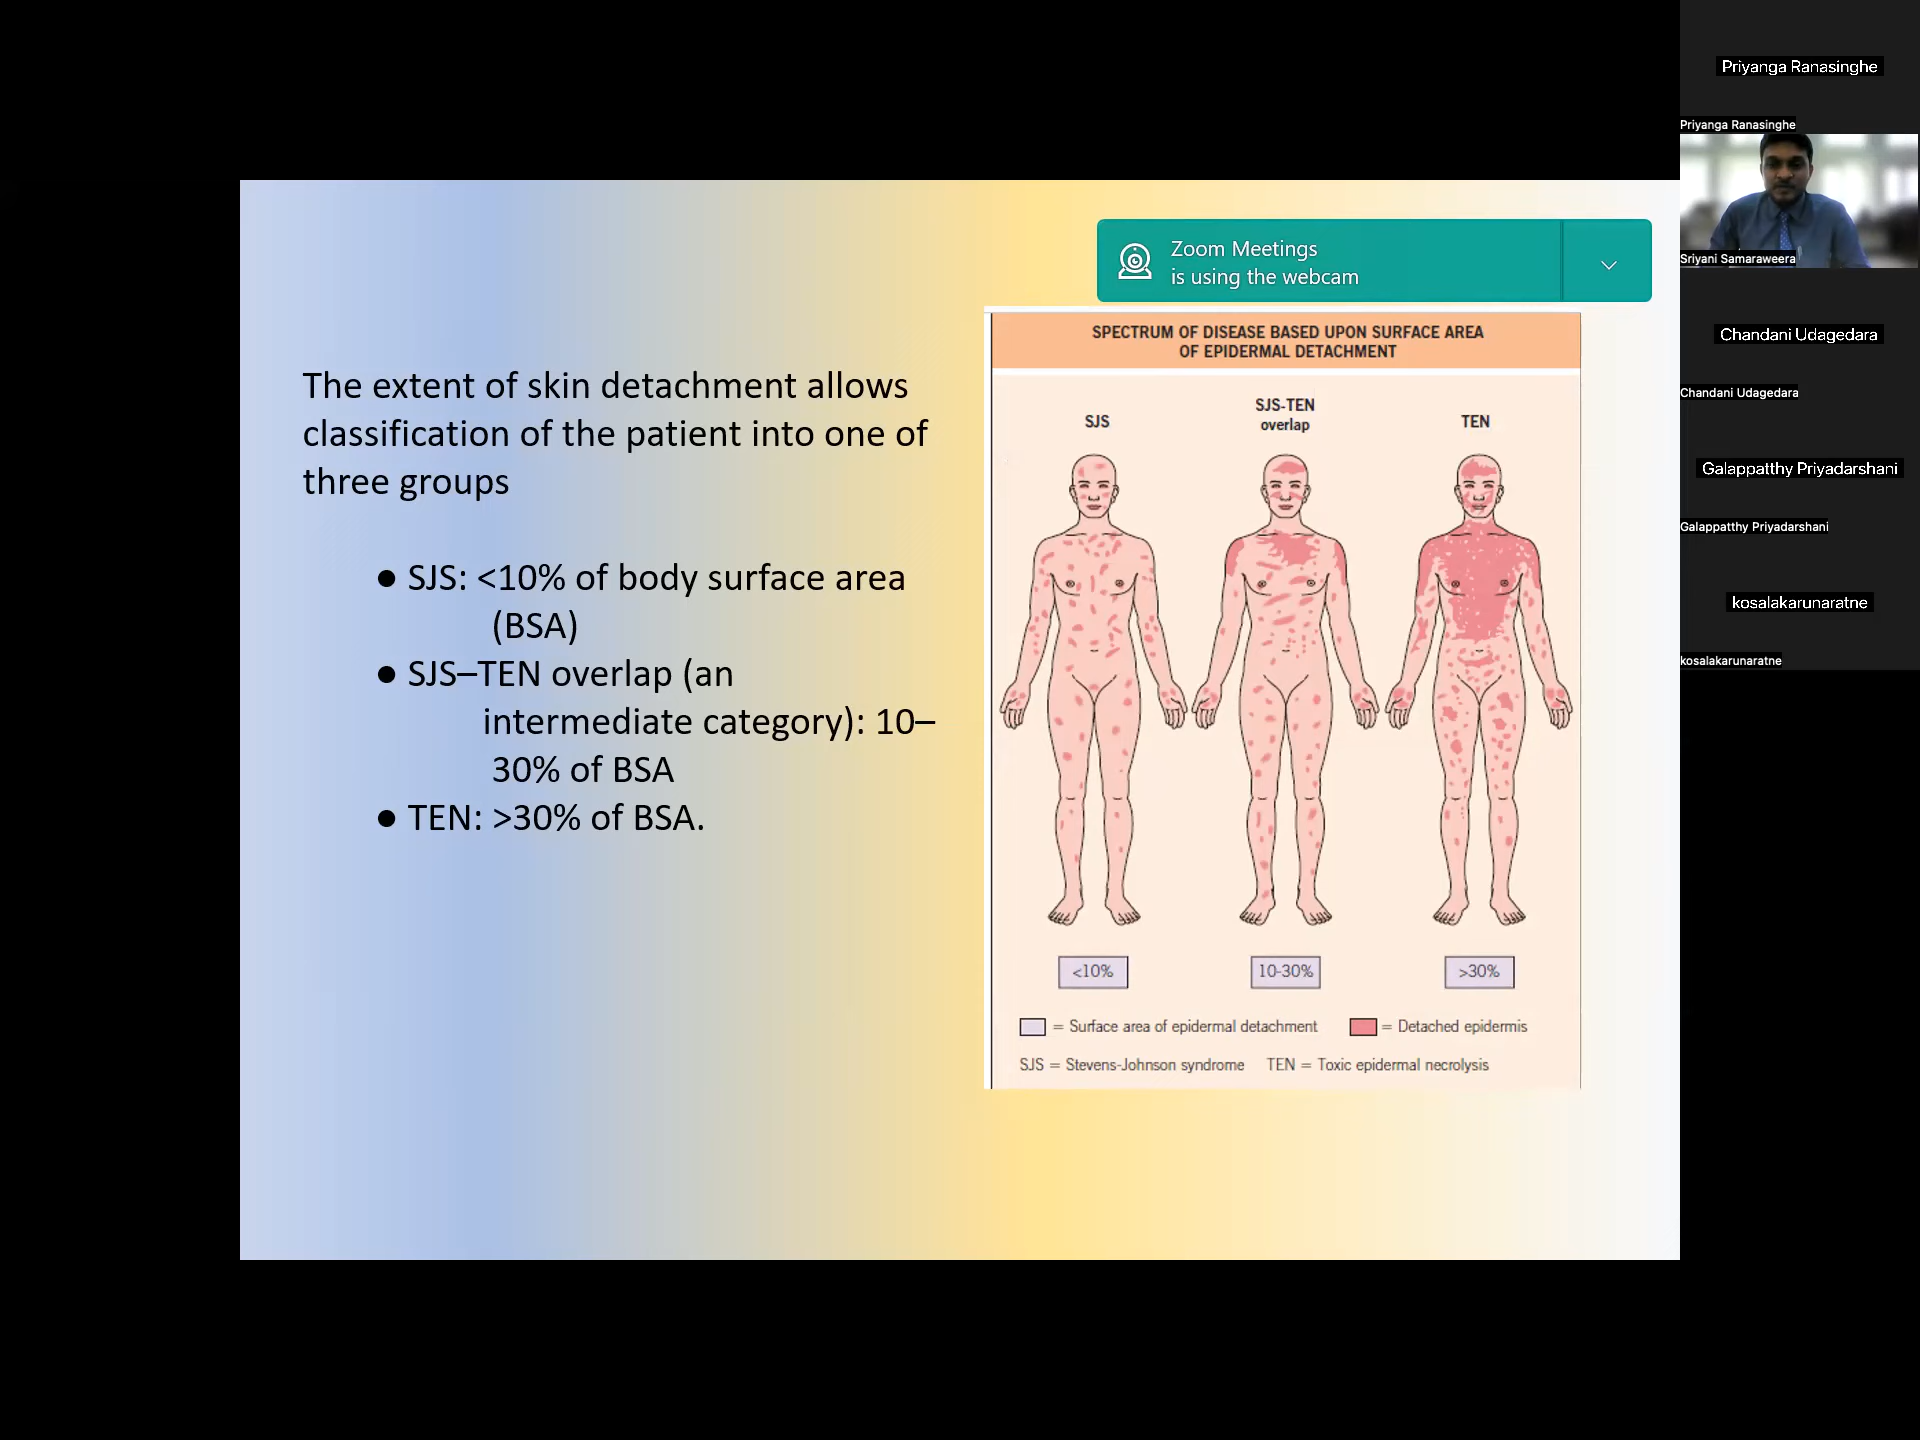 The extent of skin detachment allows
classification of the patient into one of
three groups
● SJS: <10% of body surface area
(BSA)
● SJS–TEN overlap (an
intermediate category): 10–
30% of BSA
● TEN: >30% of BSA.
Zoom Meetings
is using the webcam
SPECTRUM OF DISEASE BASED UPON SURFACE AREA
OF EPIDERMAL DETACHMENT
SJS
SJS-TEN
overlap
TEN
<10%
10-30%
>30%
= Surface area of epidermal detachment
= Detached epidermis
SJS = Stevens-Johnson syndrome TEN = Toxic epidermal necrolysis
Priyanga Ranasinghe
Priyanga Ranasinghe
Sriyani Samaraweera
Chandani Udagedara
Chandani Udagedara
Galappatthy Priyadarshani
Galappatthy Priyadarshani
kosalakarunaratne
kosalakarunaratne